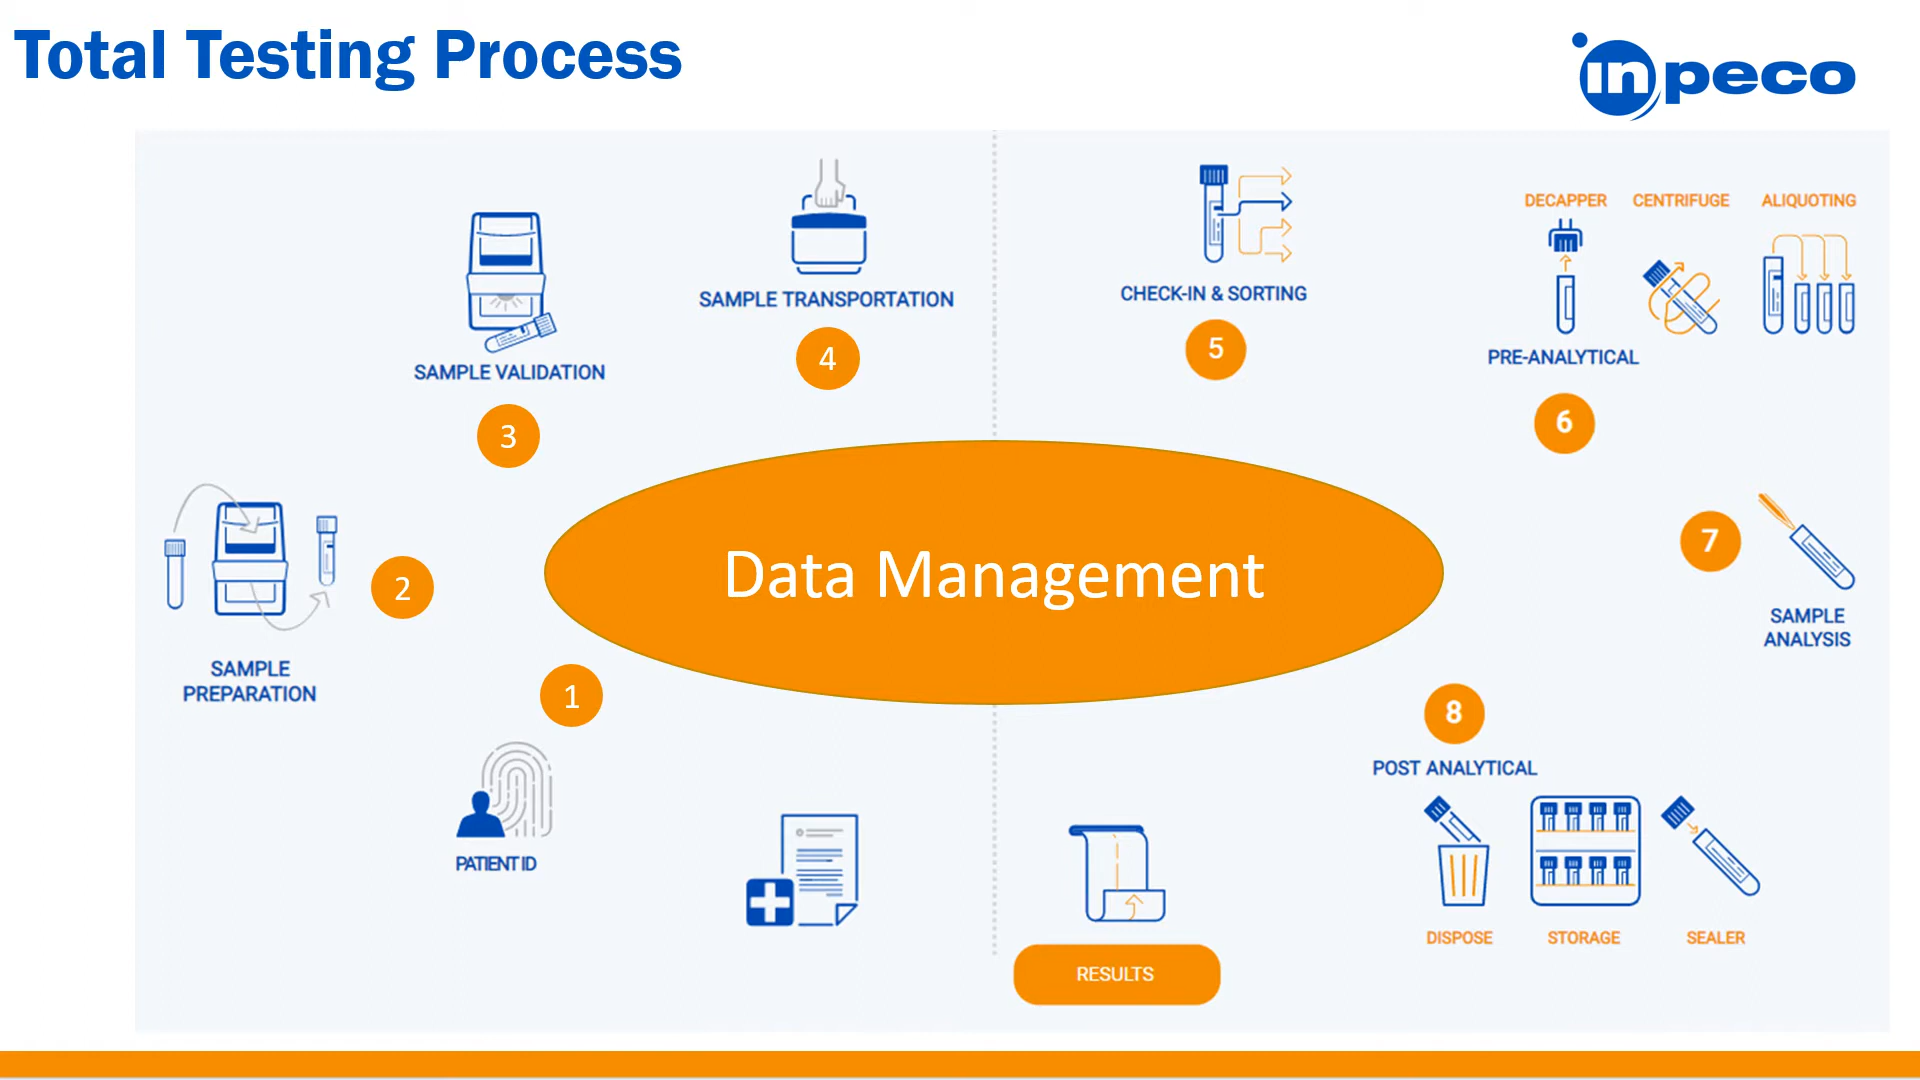 Total Testing Process
inpeco
SAMPLE TRANSPORTATION
4
CHECK-IN & SORTING
5
DECAPPER
CENTRIFUGE
ALIQUOTING
PRE-ANALYTICAL
6
SAMPLE VALIDATION
3
Data Management
7
SAMPLE
ANALYSIS
2
SAMPLE
PREPARATION
1
PATIENT ID
8
POST ANALYTICAL
DISPOSE
STORAGE
SEALER
RESULTS